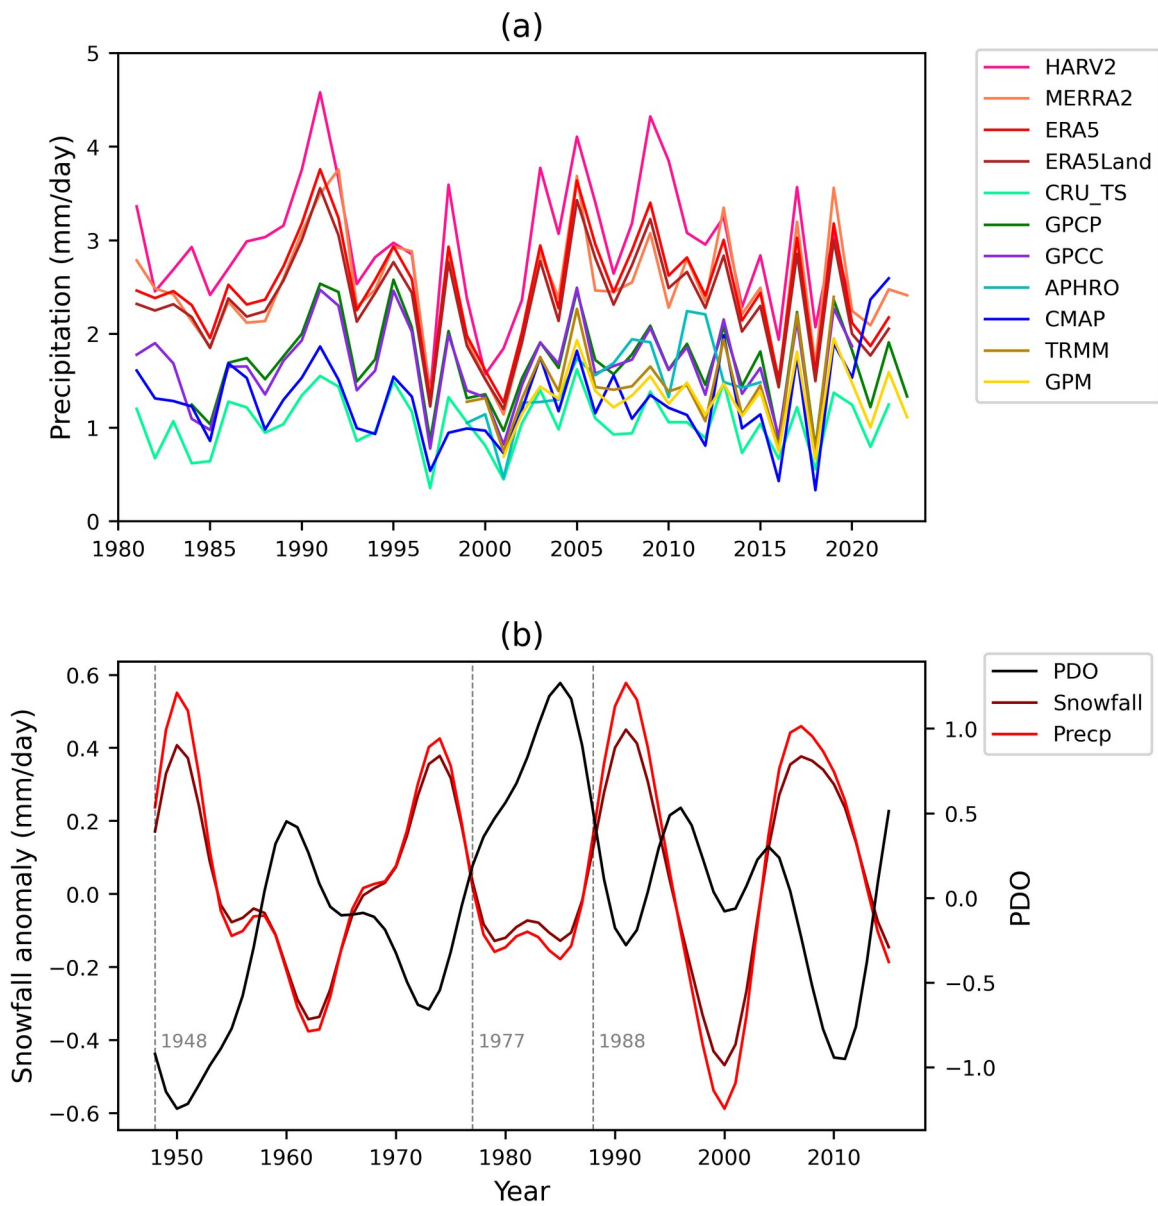 (a)
Precipitation (mm/day)
5
4
3
2
1
0
1980 1985 1990 1995 2000 2005 2010 2015 2020
HARV2
MERRA2
ERA5
ERA5Land
CRU_TS
GPCP
GPCC
APHRO
CMAP
TRMM
GPM
(b)
Snowfall anomaly (mm/day)
0.6
0.4
0.2
0.0
−0.2
−0.4
−0.6
1948 1977 1988
1950 1960 1970 1980 1990 2000 2010
Year
1.0
0.5
0.0
−0.5
−1.0
PDO
PDO
Snowfall
Precp